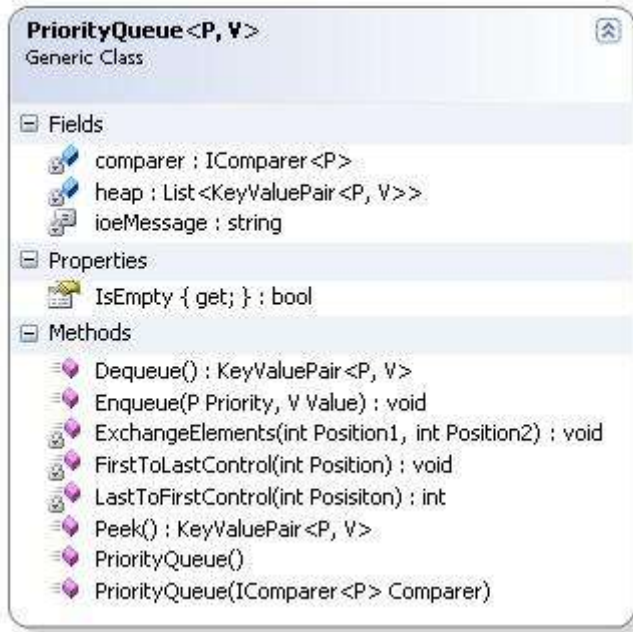 PriorityQueue<P, V>
Generic Class
Fields
comparer : IComparer<P>
heap : List<KeyValuePair<P, V>>
ioeMessage : string
Properties
IsEmpty { get; } : bool
Methods
Dequeue() : KeyValuePair<P, V>
Enqueue(P Priority, V Value) : void
ExchangeElements(int Position1, int Position2) : void
FirstToLastControl(int Position) : void
LastToFirstControl(int Posisiton) : int
Peek() : KeyValuePair<P, V>
PriorityQueue()
PriorityQueue(IComparer<P> Comparer)